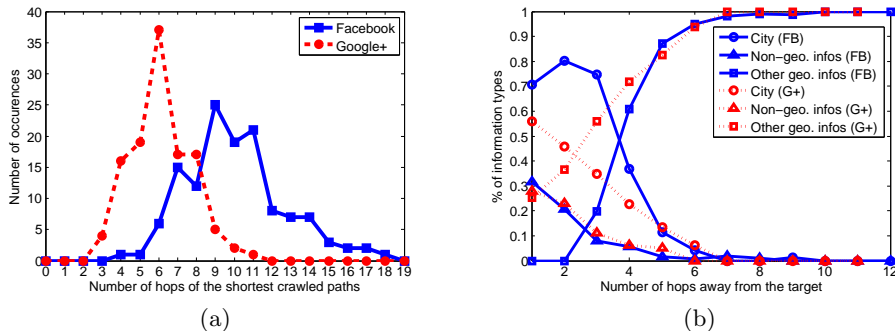 40
35
30
25
20
15
10
5
0
Number of occurences
Facebook
Google+
0 1 2 3 4 5 6 7 8 9 10 11 12 13 14 15 16 17 18 19
Number of hops of the shortest crawled paths
(a)
1
0.9
0.8
0.7
0.6
0.5
0.4
0.3
0.2
0.1
0
% of information types
City (FB)
Non-geo. infos (FB)
Other geo. infos (FB)
City (G+)
Non-geo. infos (G+)
Other geo. infos (G+)
2 4 6 8 10 12
Number of hops away from the target
(b)